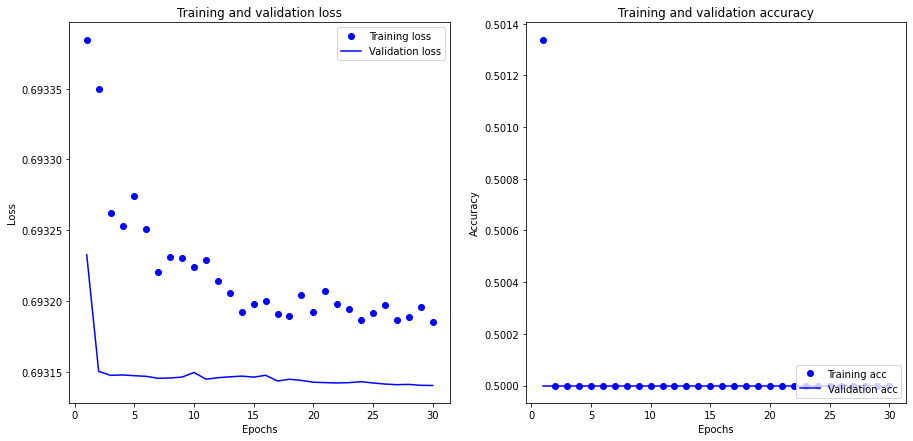 Training and validation loss
Training loss
Validation loss
0.69335
0.69330
0.69325
0.69320
0.69315
Loss
0
5
10
15
20
25
30
Epochs
Training and validation accuracy
0.5014
0.5012
0.5010
0.5008
0.5006
0.5004
0.5002
0.5000
Accuracy
Training acc
Validation acc
0
5
10
15
20
25
30
Epochs